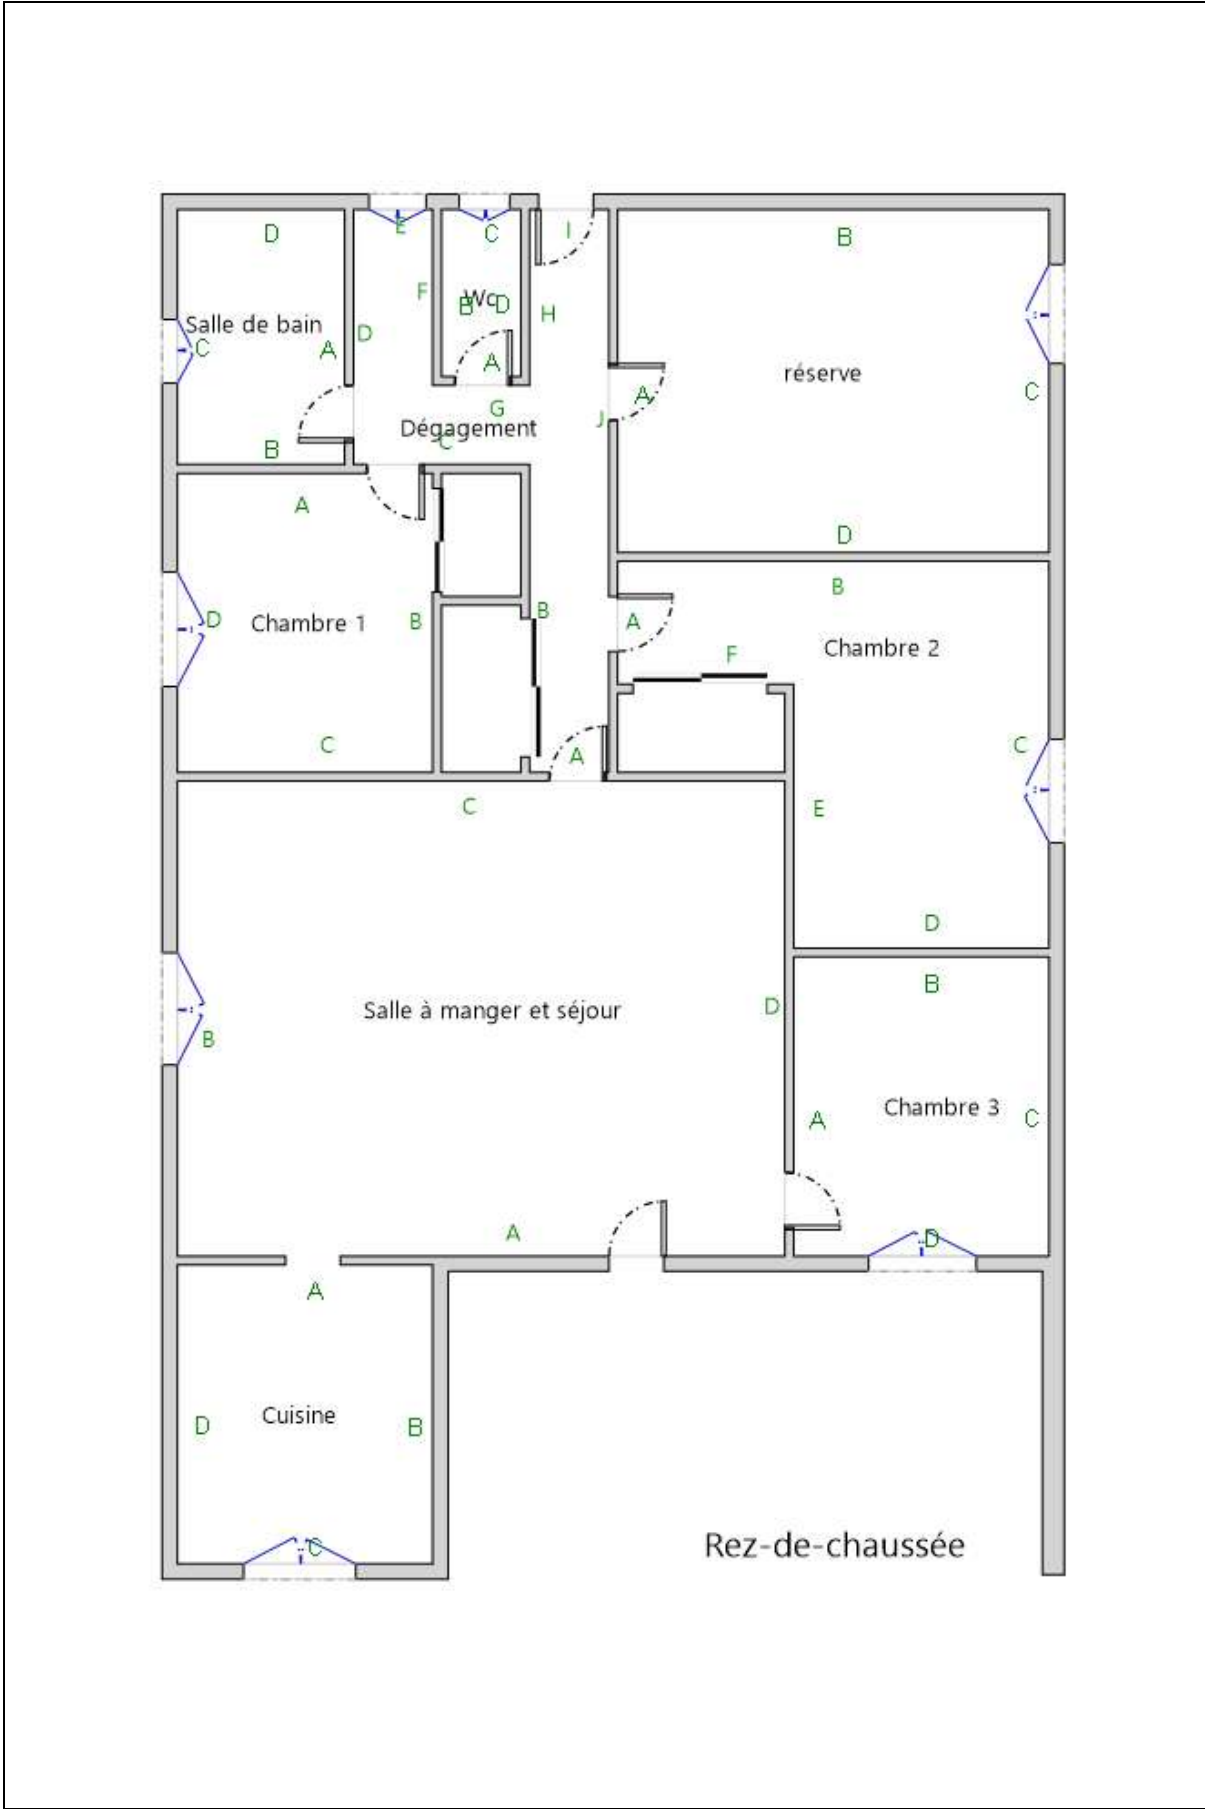 E
C
I
D
B
F
Wc
B
D
H
Salle de bain
D
C
A
A
réserve
C
A
G
J
Dégagement
C
B
A
D
B
B
D
Chambre 1
B
A
Chambre 2
F
C
C
A
C
E
D
B
Salle à manger et séjour
D
B
Chambre 3
A
C
A
D
A
Cuisine
D
B
C
Rez-de-chaussée